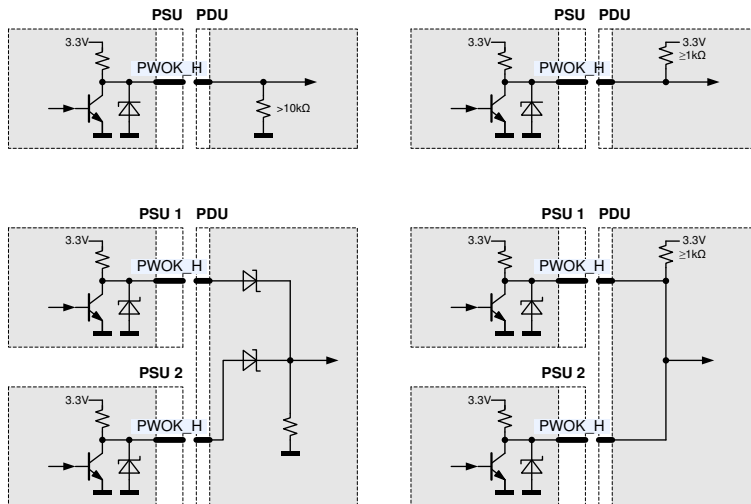 PSU PDU
3.3V
PWOK_H
>10kΩ
PSU PDU
3.3V
PWOK_H
3.3V
≥1kΩ
PSU 1 PDU
3.3V
PWOK_H
PSU 2
3.3V
PWOK_H
PSU 1 PDU
3.3V
PWOK_H
3.3V
≥1kΩ
PSU 2
3.3V
PWOK_H